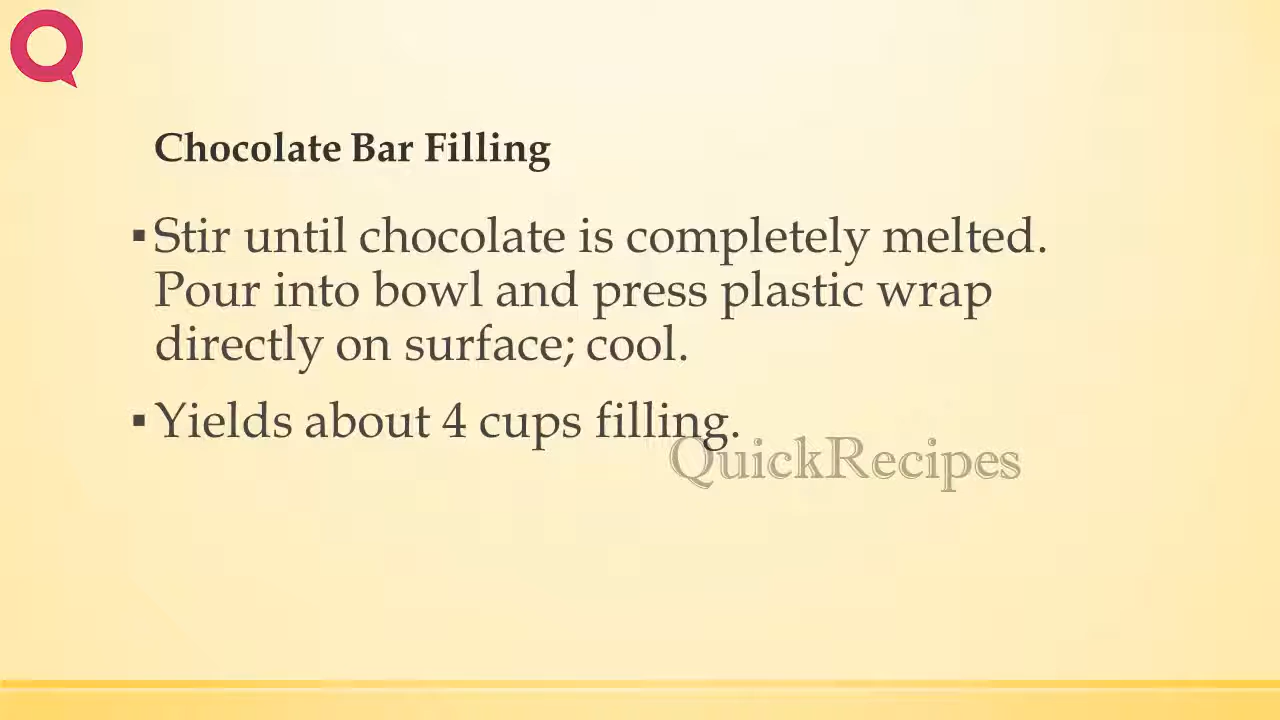 Chocolate Bar Filling
▪Stir until chocolate is completely melted.
Pour into bowl and press plastic wrap
directly on surface; cool.
▪Yields about 4 cups filling.
QuickRecipes